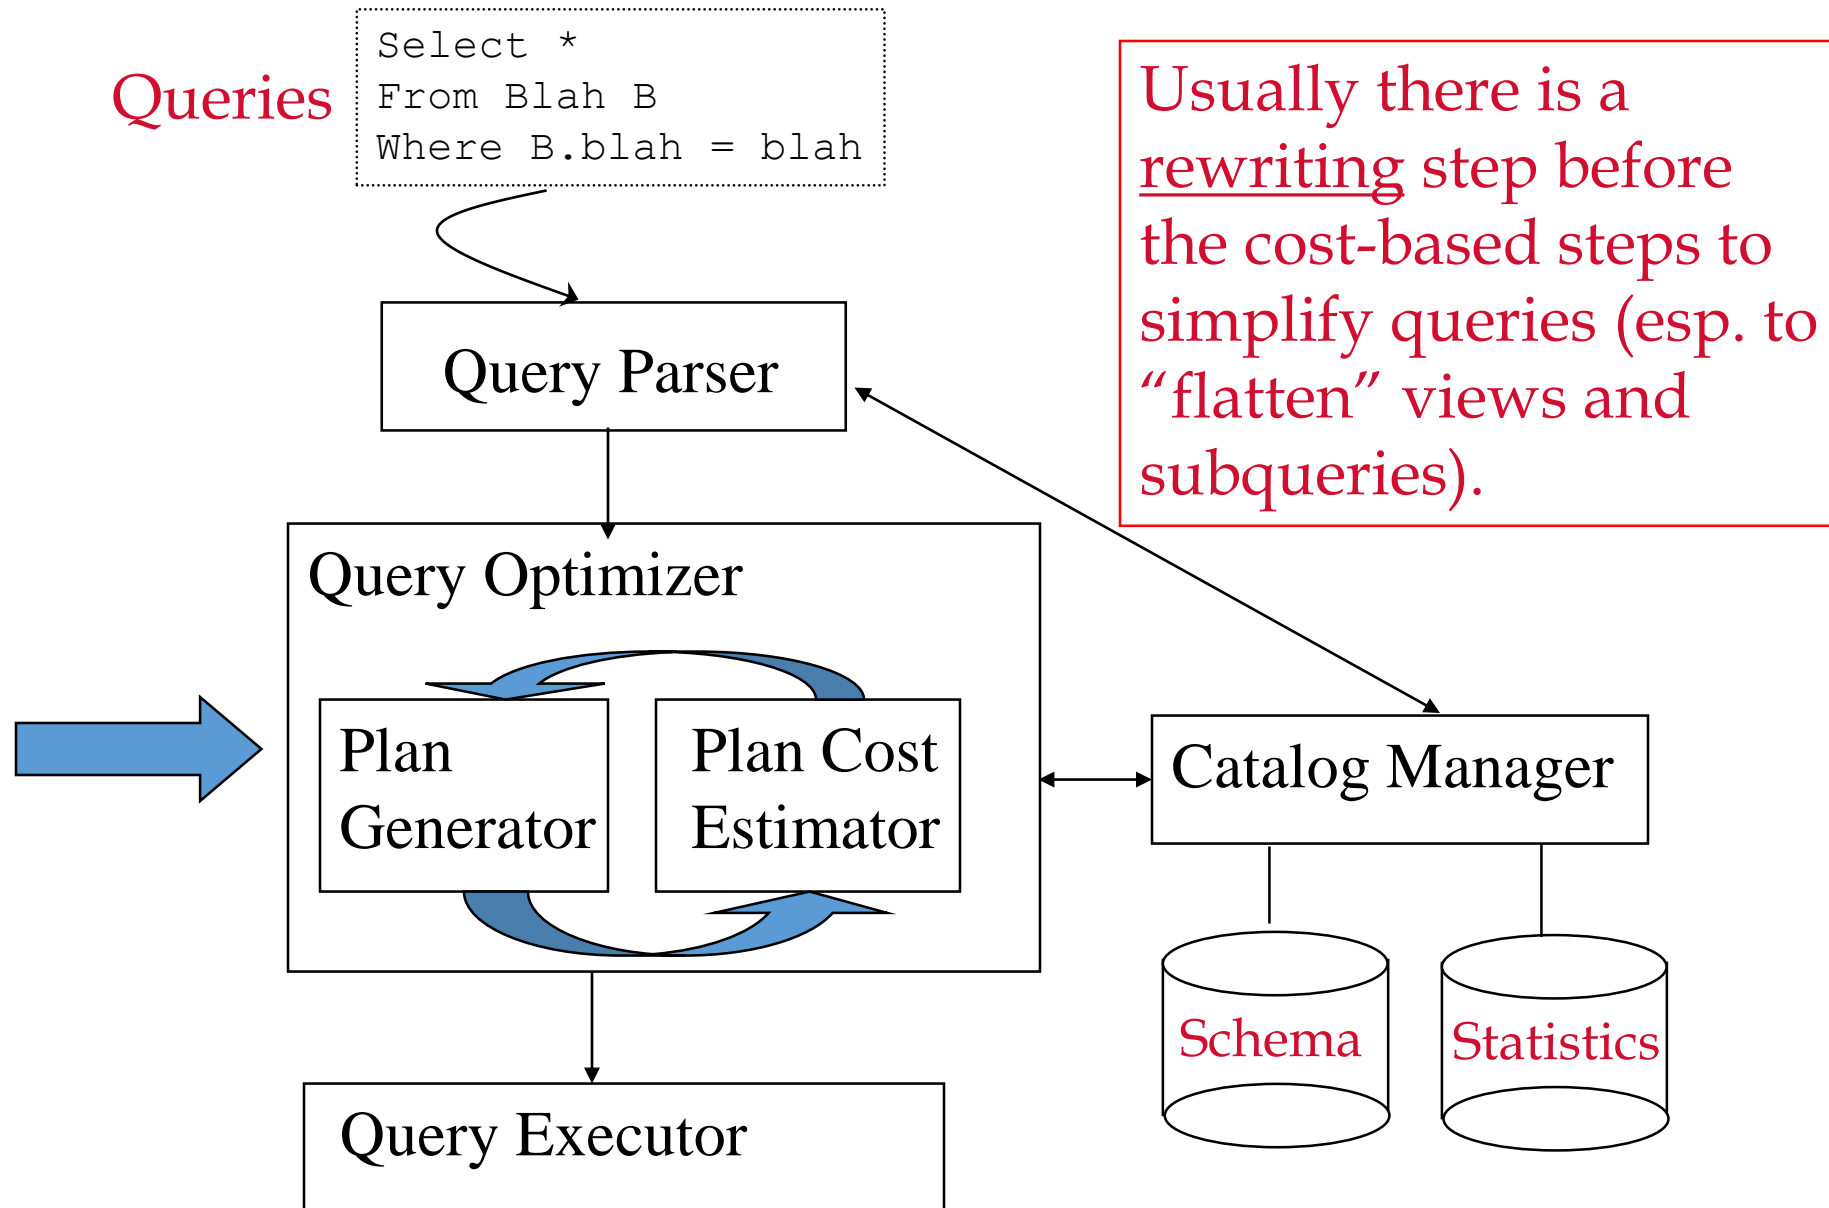 Queries
Select *
From Blah B
Where B.blah = blah
Usually there is a
rewriting step before
the cost-based steps to
simplify queries (esp. to
“flatten” views and
subqueries).
Query Parser
Query Optimizer
Plan
Generator
Plan Cost
Estimator
Catalog Manager
Schema
Statistics
Query Executor